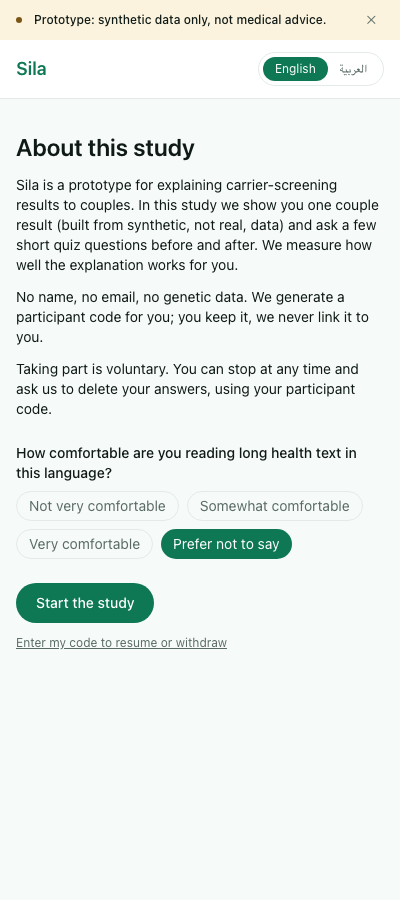 Prototype: synthetic data only, not medical advice.
Sila
English
العربية
About this study
Sila is a prototype for explaining carrier-screening
results to couples. In this study we show you one couple
result (built from synthetic, not real, data) and ask a few
short quiz questions before and after. We measure how
well the explanation works for you.
No name, no email, no genetic data. We generate a
participant code for you; you keep it, we never link it to
you.
Taking part is voluntary. You can stop at any time and
ask us to delete your answers, using your participant
code.
How comfortable are you reading long health text in
this language?
Not very comfortable
Somewhat comfortable
Very comfortable
Prefer not to say
Start the study
Enter my code to resume or withdraw